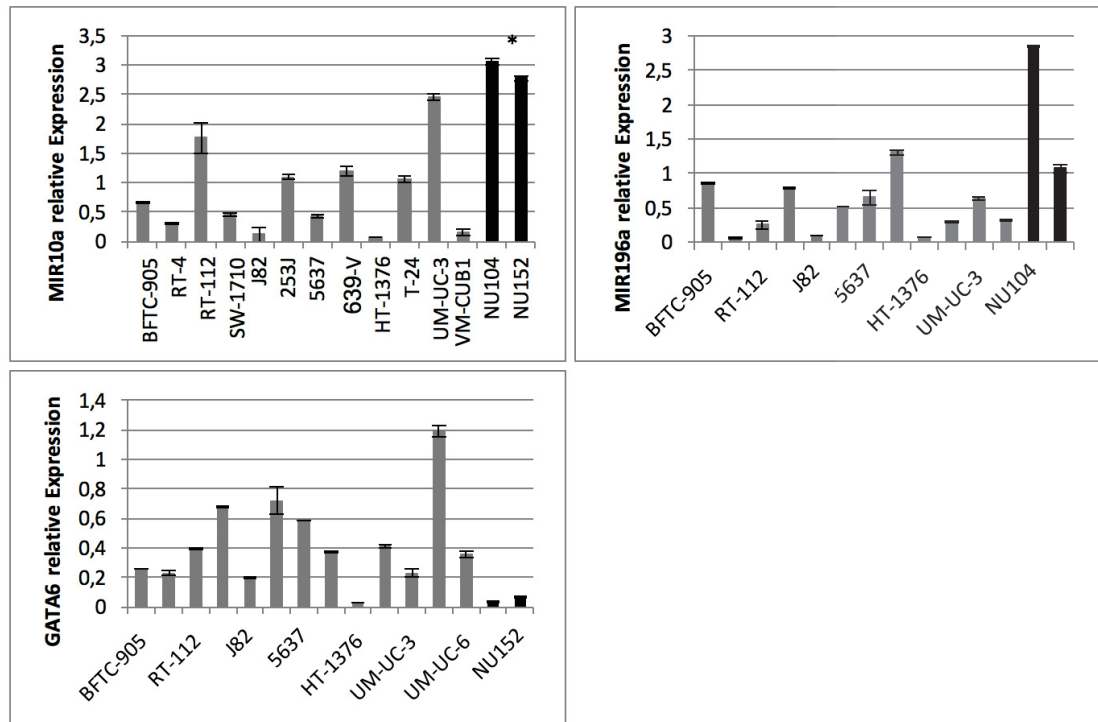 MIR10a relative Expression
3,5
*
3
2,5
2
1,5
1
0,5
0
BFTC-905
RT-4
RT-112
SW-1710
J82
253J
5637
639-V
HT-1376
T-24
UM-UC-3
VM-CUB1
NU104
NU152
MIR196a relative Expression
3
2,5
2
1,5
1
0,5
0
BFTC-905
RT-112
J82
5637
HT-1376
UM-UC-3
NU104
GATA6 relative Expression
1,4
1,2
1
0,8
0,6
0,4
0,2
0
BFTC-905
RT-112
J82
5637
HT-1376
UM-UC-3
UM-UC-6
NU152